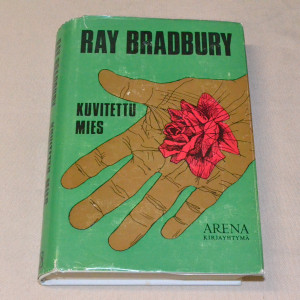 RAY BRADBURY
KUVITETTU
MIES
ARENA
KIRJAYHTYMÄ